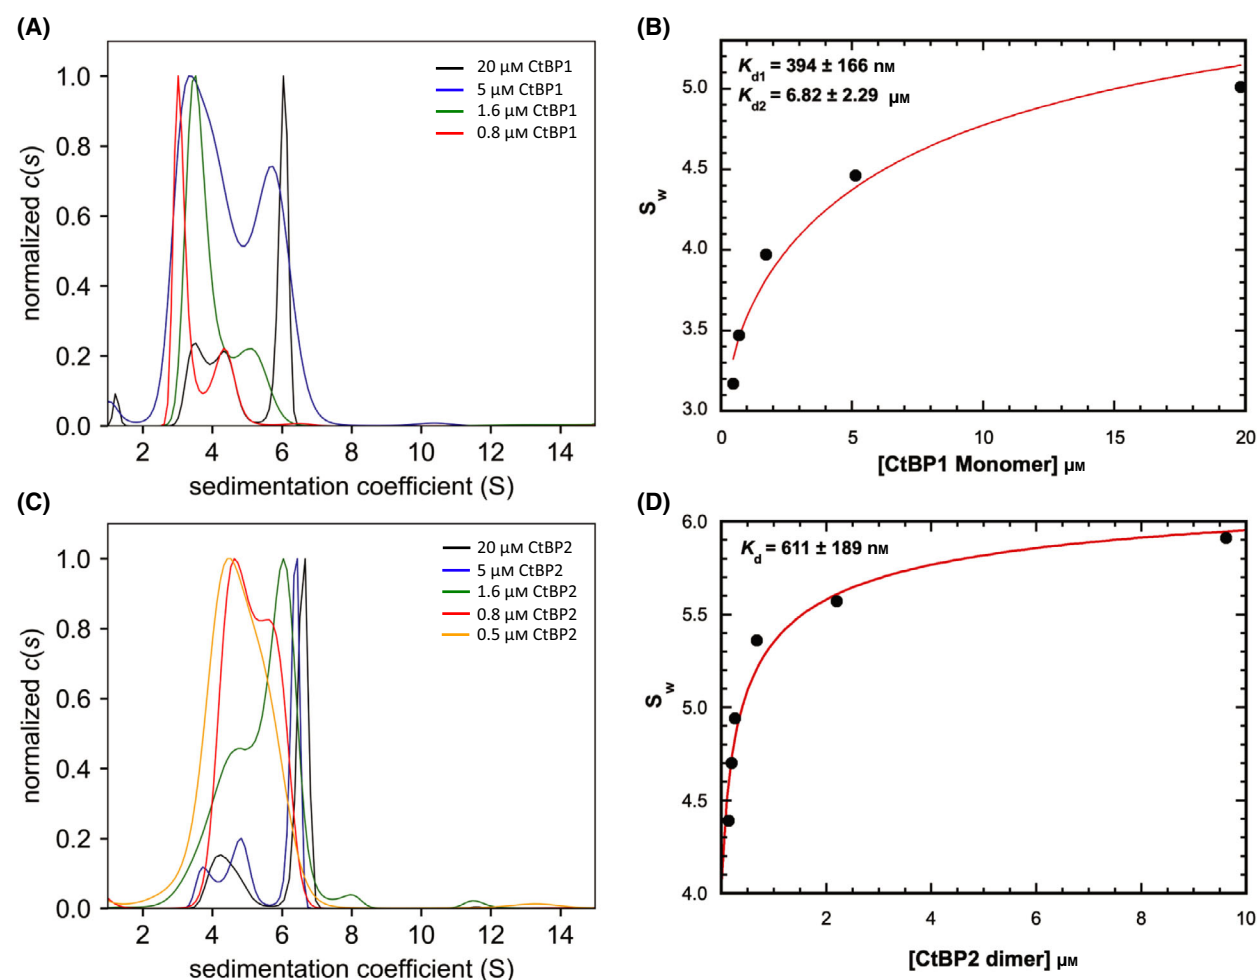 (A)
20 μM CtBP1
5 μM CtBP1
1.6 μM CtBP1
0.8 μM CtBP1
normalized c(s)
1.0
0.8
0.6
0.4
0.2
0.0
2 4 6 8 10 12 14
sedimentation coefficient (S)
(B)
Kd1 = 394 ± 166 nM
Kd2 = 6.82 ± 2.29 μM
Sw
5.0
4.5
4.0
3.5
3.0
0 5 10 15 20
[CtBP1 Monomer] μM
(C)
20 μM CtBP2
5 μM CtBP2
1.6 μM CtBP2
0.8 μM CtBP2
0.5 μM CtBP2
normalized c(s)
1.0
0.8
0.6
0.4
0.2
0.0
2 4 6 8 10 12 14
sedimentation coefficient (S)
(D)
Kd = 611 ± 189 nM
Sw
6.0
5.5
5.0
4.5
4.0
2 4 6 8 10
[CtBP2 dimer] μM